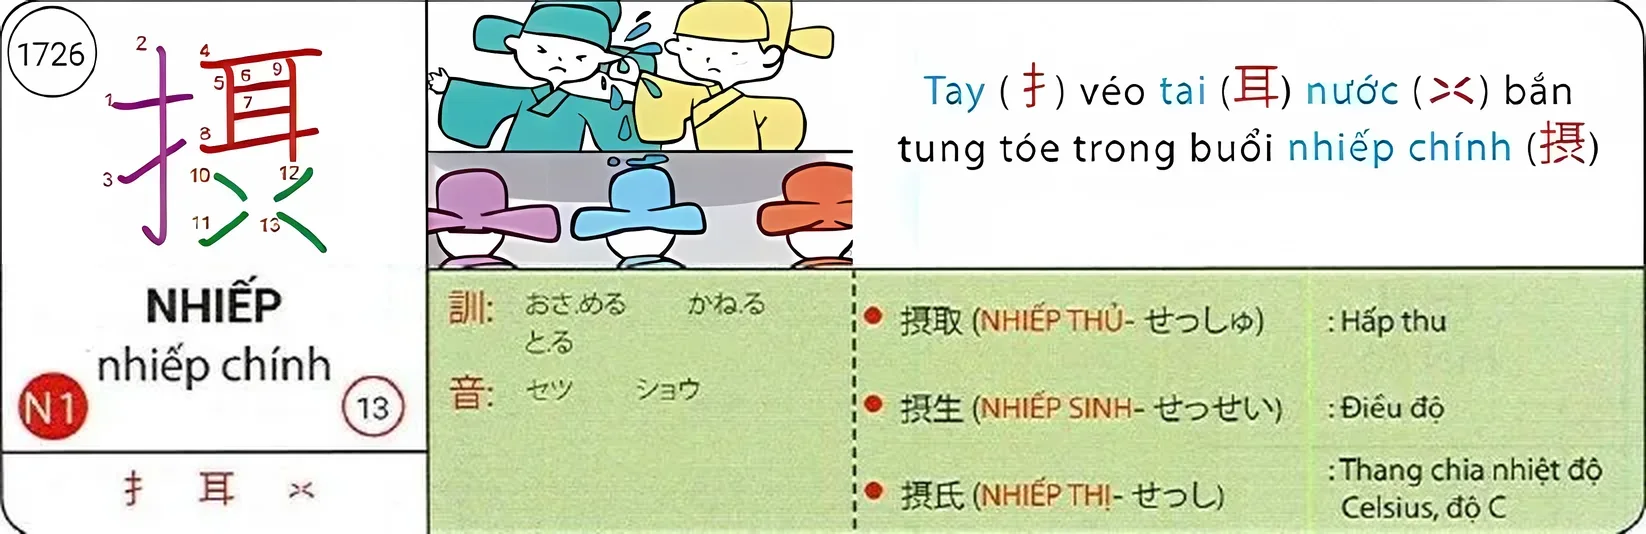 1726
1 2 3 4 5 6 7 8 9 10 11 12 13
摂
NHIẾP
nhiếp chính
N1
13
扌 耳 ⺀⺀
Tay (扌) véo tai (耳) nước (⺀⺀) bắn
tung tóe trong buổi nhiếp chính (摂)
訓: おさ.める かね.る
と.る
音: セツ ショウ
● 摂取 (NHIẾP THỦ- せっしゅ) : Hấp thu
● 摂生 (NHIẾP SINH- せっせい) : Điều độ
● 摂氏 (NHIẾP THỊ- せっし) : Thang chia nhiệt độ
Celsius, độ C